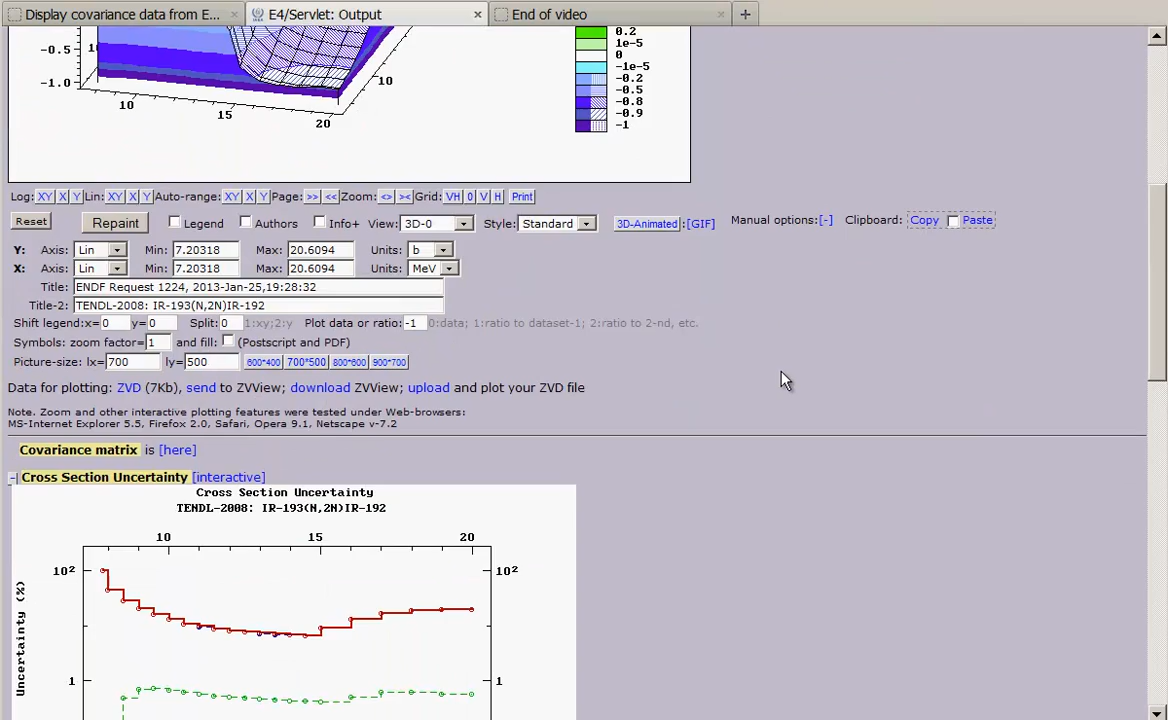 Display covariance data from E... E4/Servlet: Output End of video
-0.5
-1.0
10
15
20
10
0.2
1e-5
0
-1e-5
-0.2
-0.5
-0.8
-0.9
-1
Log: XY X Y Lin: XY X Y Auto-range: XY X Y Page: >> << Zoom: <> >< Grid: VH 0 V H Print
Reset Repaint Legend Authors Info+ View: 3D-0 Style: Standard 3D-Animated:[GIF] Manual options:[-] Clipboard: Copy Paste
Y: Axis: Lin Min: 7.20318 Max: 20.6094 Units: b
X: Axis: Lin Min: 7.20318 Max: 20.6094 Units: MeV
Title: ENDF Request 1224, 2013-Jan-25,19:28:32
Title-2: TENDL-2008: IR-193(N,2N)IR-192
Shift legend:x= 0 y= 0 Split: 0 1:xy;2:y Plot data or ratio: -1 0:data; 1:ratio to dataset-1; 2:ratio to 2-nd, etc.
Symbols: zoom factor= 1 and fill: (Postscript and PDF)
Picture-size: lx= 700 ly= 500 600*400 700*500 800*600 900*700
Data for plotting: ZVD (7Kb), send to ZVView; download ZVView; upload and plot your ZVD file
Note. Zoom and other interactive plotting features were tested under Web-browsers:
MS-Internet Explorer 5.5, Firefox 2.0, Safari, Opera 9.1, Netscape v-7.2
Covariance matrix is [here]
Cross Section Uncertainty [interactive]
Cross Section Uncertainty
TENDL-2008: IR-193(N,2N)IR-192
10 15 20
10² 10²
Uncertainty (%)
1 1